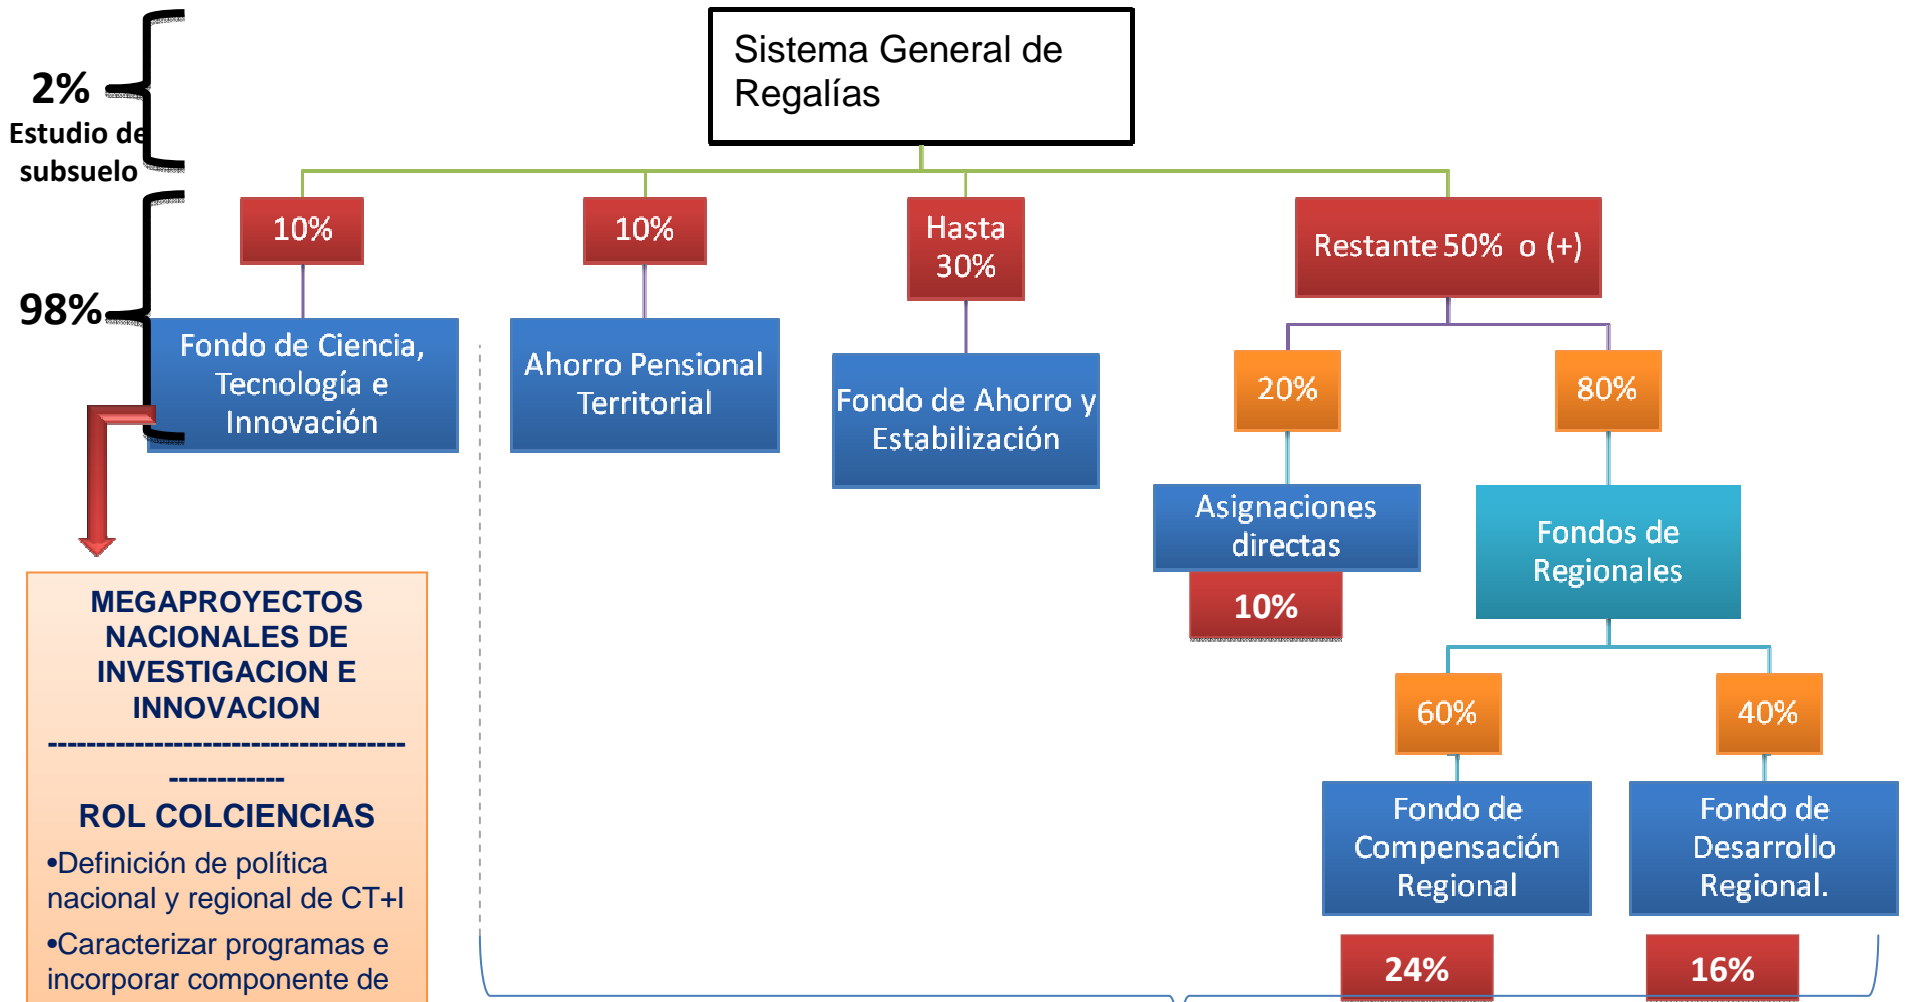 Sistema General de
Regalías
2%
Estudio de
subsuelo
98%
10%
10%
Hasta
30%
Restante 50% o (+)
Fondo de Ciencia,
Tecnología e
Innovación
Ahorro Pensional
Territorial
Fondo de Ahorro y
Estabilización
20%
80%
Asignaciones
directas
10%
Fondos de
Regionales
60%
40%
Fondo de
Compensación
Regional
Fondo de
Desarrollo
Regional.
24%
16%
MEGAPROYECTOS
NACIONALES DE
INVESTIGACION E
INNOVACION
-------------------------------------
------------
ROL COLCIENCIAS
•Definición de política
nacional y regional de CT+I
•Caracterizar programas e
incorporar componente de